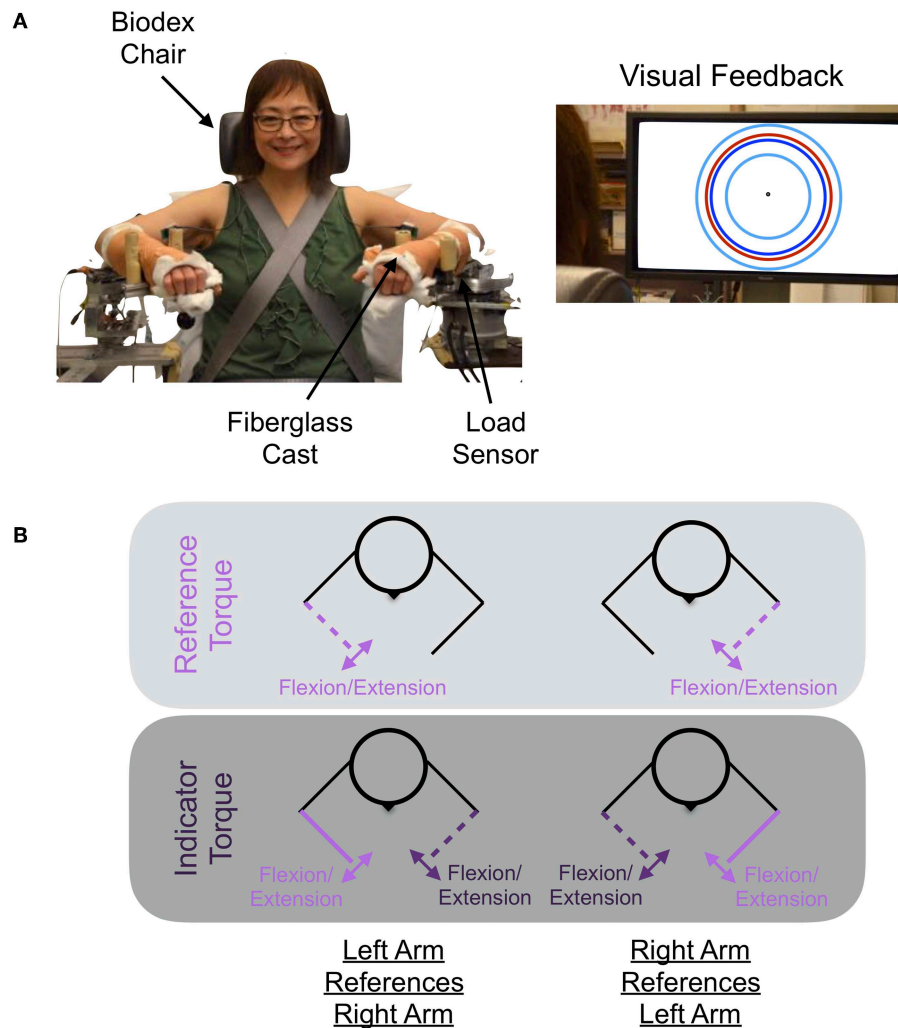 A
Biodex
Chair
Visual Feedback
Fiberglass
Cast
Load
Sensor
B
Reference
Torque
Flexion/Extension
Flexion/Extension
Indicator
Torque
Flexion/
Extension
Flexion/
Extension
Flexion/
Extension
Flexion/
Extension
Left Arm
References
Right Arm
Right Arm
References
Left Arm